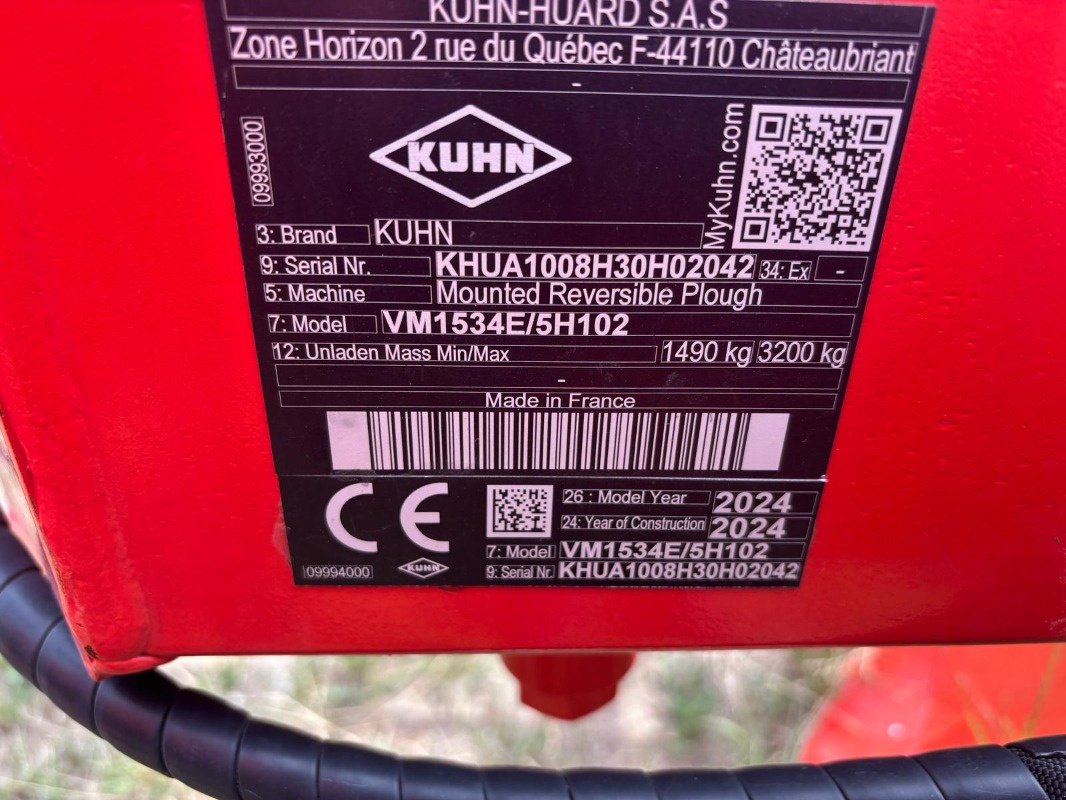 KUHN-HUARD S.A.S
Zone Horizon 2 rue du Québec F-44110 Châteaubriant
-
09993000
KUHN
MyKuhn.com
3: Brand KUHN
9: Serial Nr. KHUA1008H30H02042 34: Ex -
5: Machine Mounted Reversible Plough
7: Model VM1534E/5H102
12: Unladen Mass Min/Max 1490 kg 3200 kg
-
Made in France
CE
26 : Model Year 2024
24: Year of Construction 2024
7: Model VM1534E/5H102
9: Serial Nr. KHUA1008H30H02042
09994000
KUHN